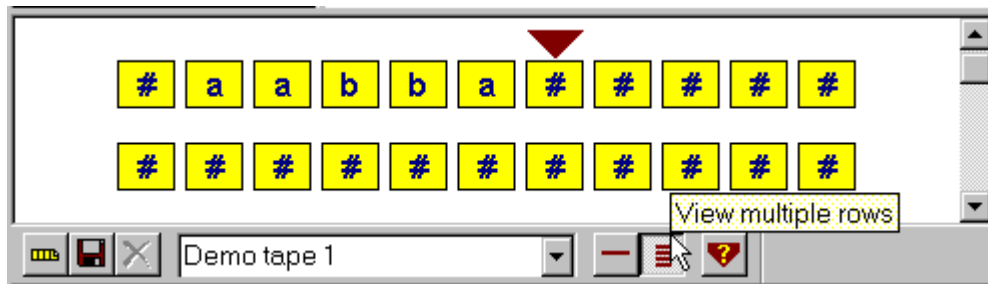 # a a b b a # # # # #
# # # # # # # # # # #
View multiple rows
Demo tape 1
?